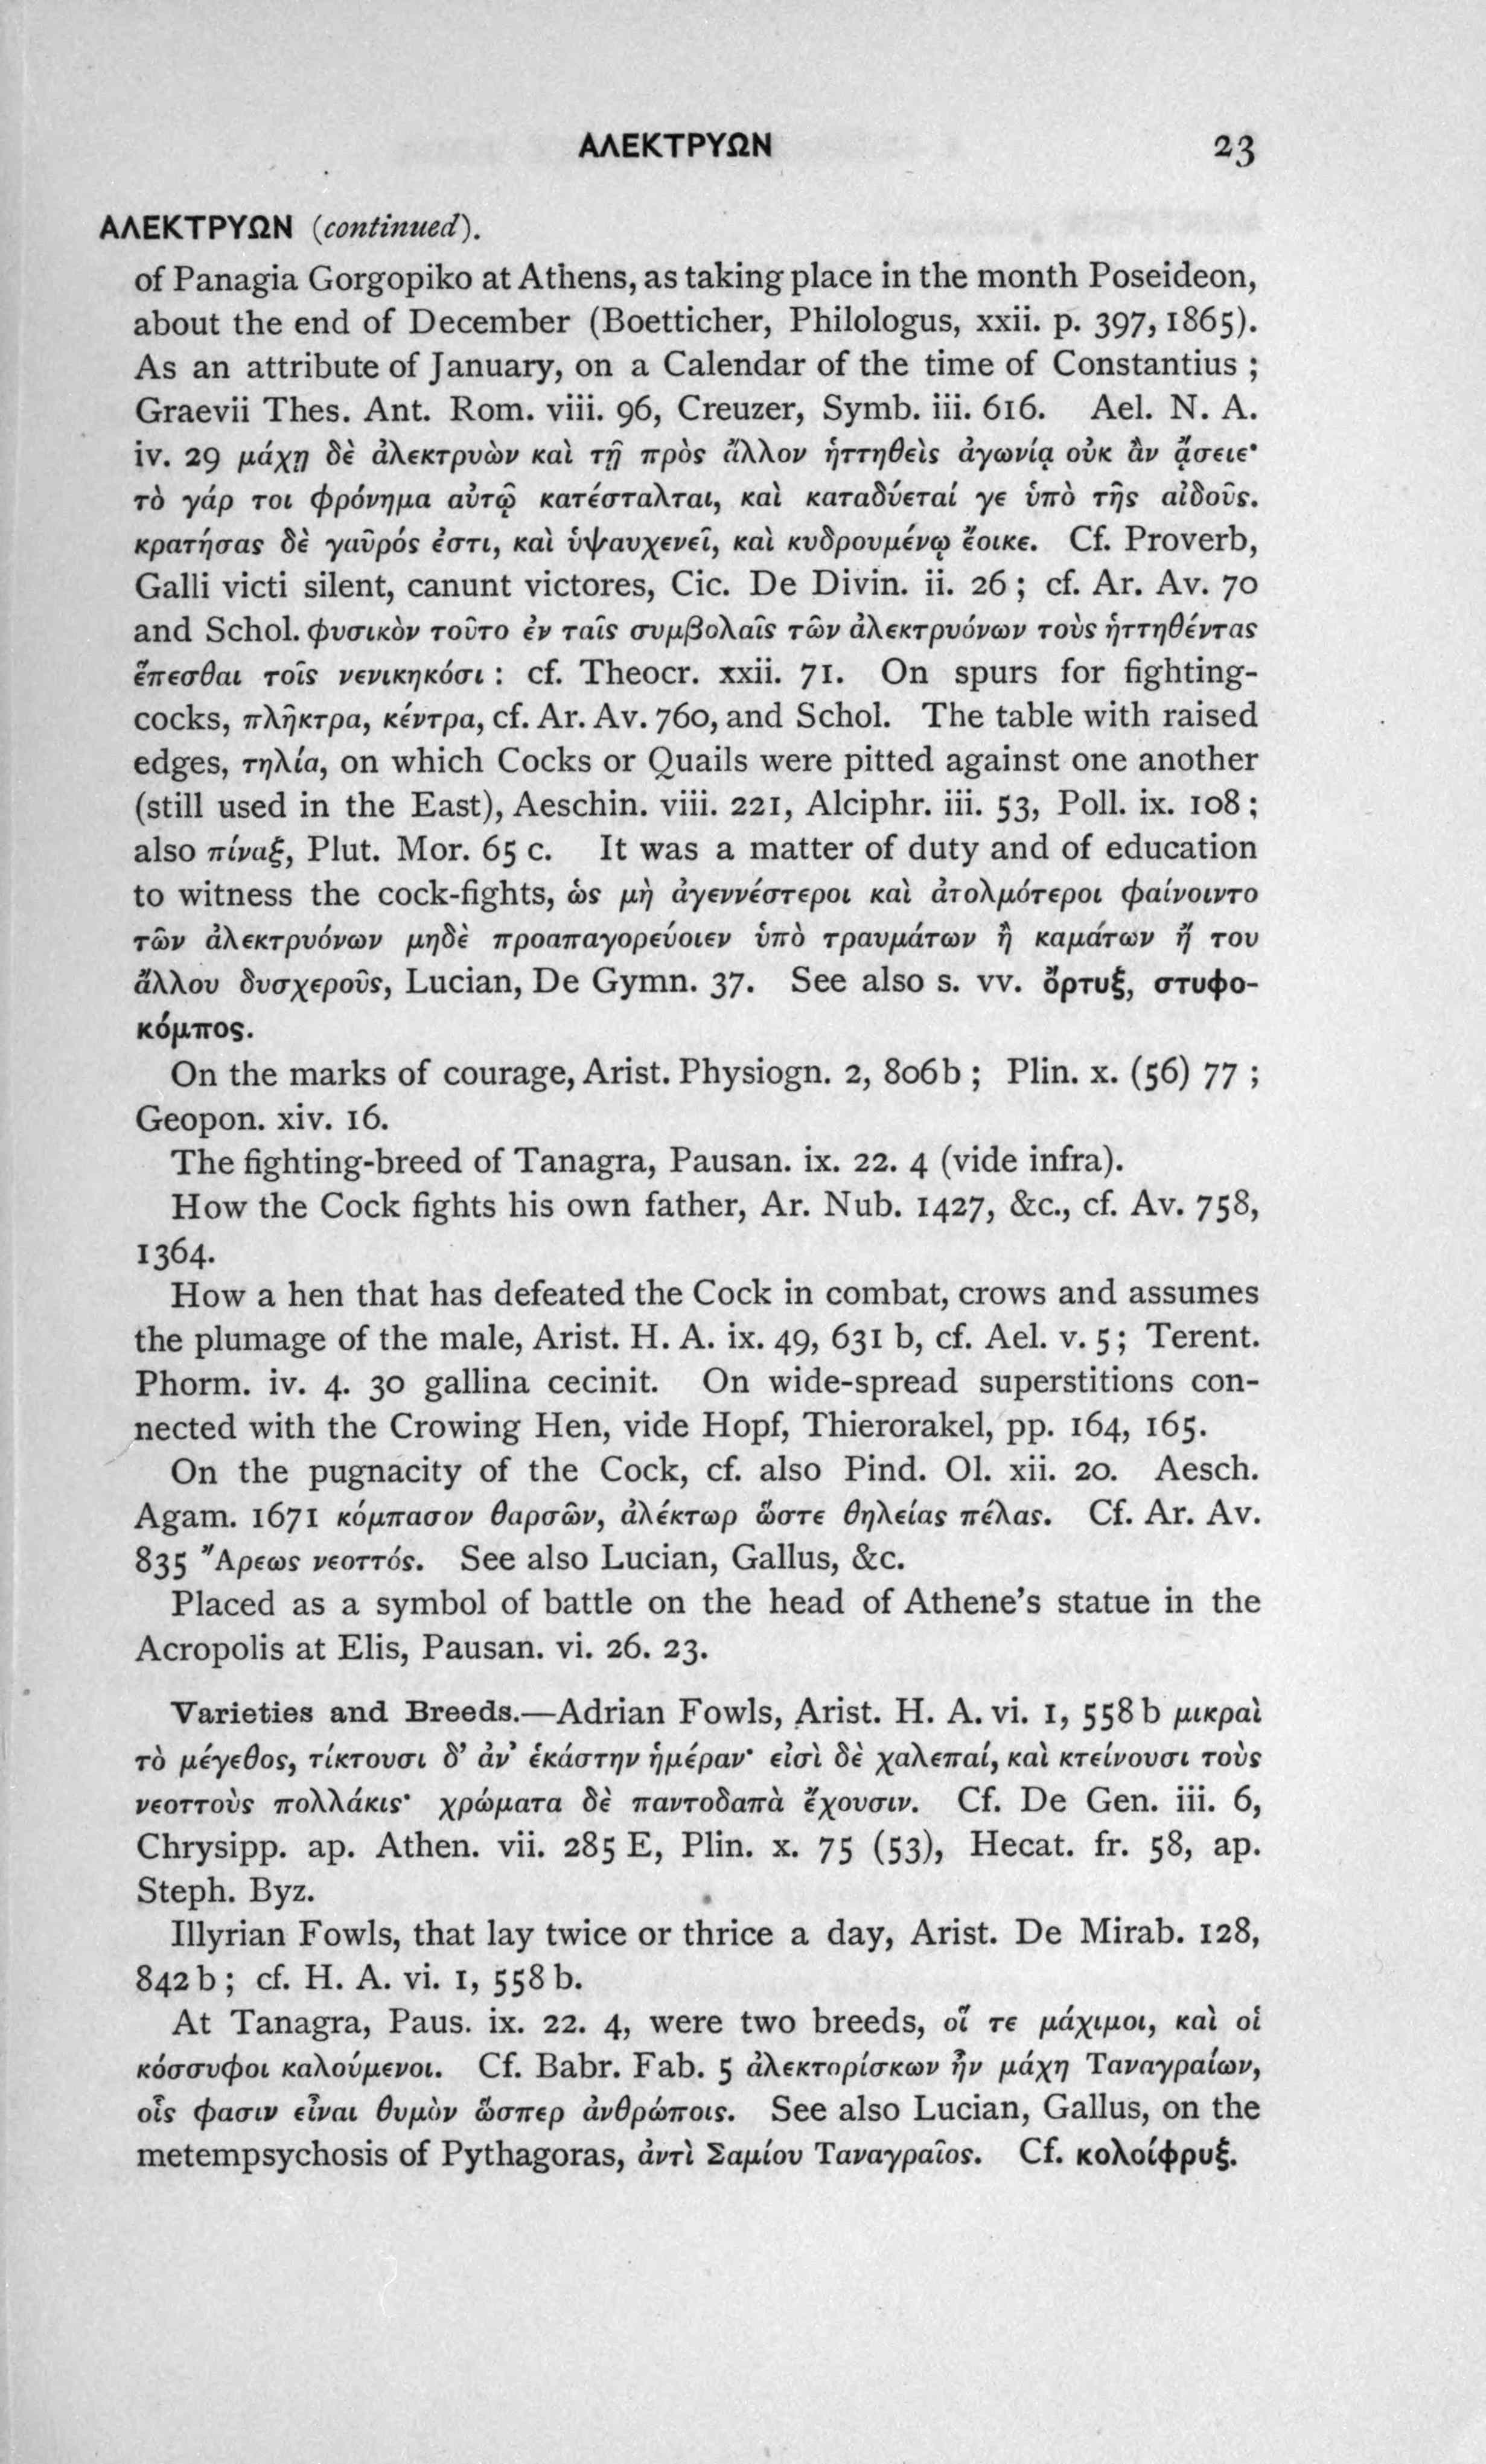 ΑΛΕΚΤΡΥΩΝ 23
ΑΛΕΚΤΡΥΩΝ (continued).
of Panagia Gorgopiko at Athens, as taking place in the month Poseideon,
about the end of December (Boetticher, Philologus, xxii. p. 397, 1865).
As an attribute of January, on a Calendar of the time of Constantius ;
Graevii Thes. Ant. Rom. viii. 96, Creuzer, Symb. iii. 616. Ael. N. A.
iv. 29 μάχῃ δὲ ἀλεκτρυὼν καὶ τῇ πρὸς ἄλλον ἡττηθεὶς ἀγωνίᾳ οὐκ ἂν ᾄσειε·
τὸ γάρ τοι φρόνημα αὐτῷ κατέσταλται, καὶ καταδύεταί γε ὑπὸ τῆς αἰδοῦς.
κρατήσας δὲ γαῦρός ἐστι, καὶ ὑψαυχενεῖ, καὶ κυδρουμένῳ ἔοικε. Cf. Proverb,
Galli victi silent, canunt victores, Cic. De Divin. ii. 26 ; cf. Ar. Av. 70
and Schol. φυσικὸν τοῦτο ἐν ταῖς συμβολαῖς τῶν ἀλεκτρυόνων τοὺς ἡττηθέντας
ἕπεσθαι τοῖς νενικηκόσι : cf. Theocr. xxii. 71. On spurs for fighting-
cocks, πλῆκτρα, κέντρα, cf. Ar. Av. 760, and Schol. The table with raised
edges, τηλία, on which Cocks or Quails were pitted against one another
(still used in the East), Aeschin. viii. 221, Alciphr. iii. 53, Poll. ix. 108 ;
also πίναξ, Plut. Mor. 65 c. It was a matter of duty and of education
to witness the cock-fights, ὡς μὴ ἀγεννέστεροι καὶ ἀτολμότεροι φαίνοιντο
τῶν ἀλεκτρυόνων μηδὲ προαπαγορεύοιεν ὑπὸ τραυμάτων ἢ καμάτων ἤ του
ἄλλου δυσχεροῦς, Lucian, De Gymn. 37. See also s. vv. ὄρτυξ, στυφο-
κόμπος.
On the marks of courage, Arist. Physiogn. 2, 806 b ; Plin. x. (56) 77 ;
Geopon. xiv. 16.
The fighting-breed of Tanagra, Pausan. ix. 22. 4 (vide infra).
How the Cock fights his own father, Ar. Nub. 1427, &c., cf. Av. 758,
1364.
How a hen that has defeated the Cock in combat, crows and assumes
the plumage of the male, Arist. H. A. ix. 49, 631 b, cf. Ael. v. 5 ; Terent.
Phorm. iv. 4. 30 gallina cecinit. On wide-spread superstitions con-
nected with the Crowing Hen, vide Hopf, Thierorakel, pp. 164, 165.
On the pugnacity of the Cock, cf. also Pind. Ol. xii. 20. Aesch.
Agam. 1671 κόμπασον θαρσῶν, ἀλέκτωρ ὥστε θηλείας πέλας. Cf. Ar. Av.
835 Ἄρεως νεοττός. See also Lucian, Gallus, &c.
Placed as a symbol of battle on the head of Athene's statue in the
Acropolis at Elis, Pausan. vi. 26. 23.
Varieties and Breeds.—Adrian Fowls, Arist. H. A. vi. 1, 558 b μικραὶ
τὸ μέγεθος, τίκτουσι δ' ἀν' ἑκάστην ἡμέραν· εἰσὶ δὲ χαλεπαί, καὶ κτείνουσι τοὺς
νεοττοὺς πολλάκις· χρώματα δὲ παντοδαπὰ ἔχουσιν. Cf. De Gen. iii. 6,
Chrysipp. ap. Athen. vii. 285 E, Plin. x. 75 (53), Hecat. fr. 58, ap.
Steph. Byz.
Illyrian Fowls, that lay twice or thrice a day, Arist. De Mirab. 128,
842 b ; cf. H. A. vi. 1, 558 b.
At Tanagra, Paus. ix. 22. 4, were two breeds, οἵ τε μάχιμοι, καὶ οἱ
κόσσυφοι καλούμενοι. Cf. Babr. Fab. 5 ἀλεκτορίσκων ἦν μάχη Ταναγραίων,
οἷς φασιν εἶναι θυμὸν ὥσπερ ἀνθρώποις. See also Lucian, Gallus, on the
metempsychosis of Pythagoras, ἀντὶ Σαμίου Ταναγραῖος. Cf. κολοίφρυξ.